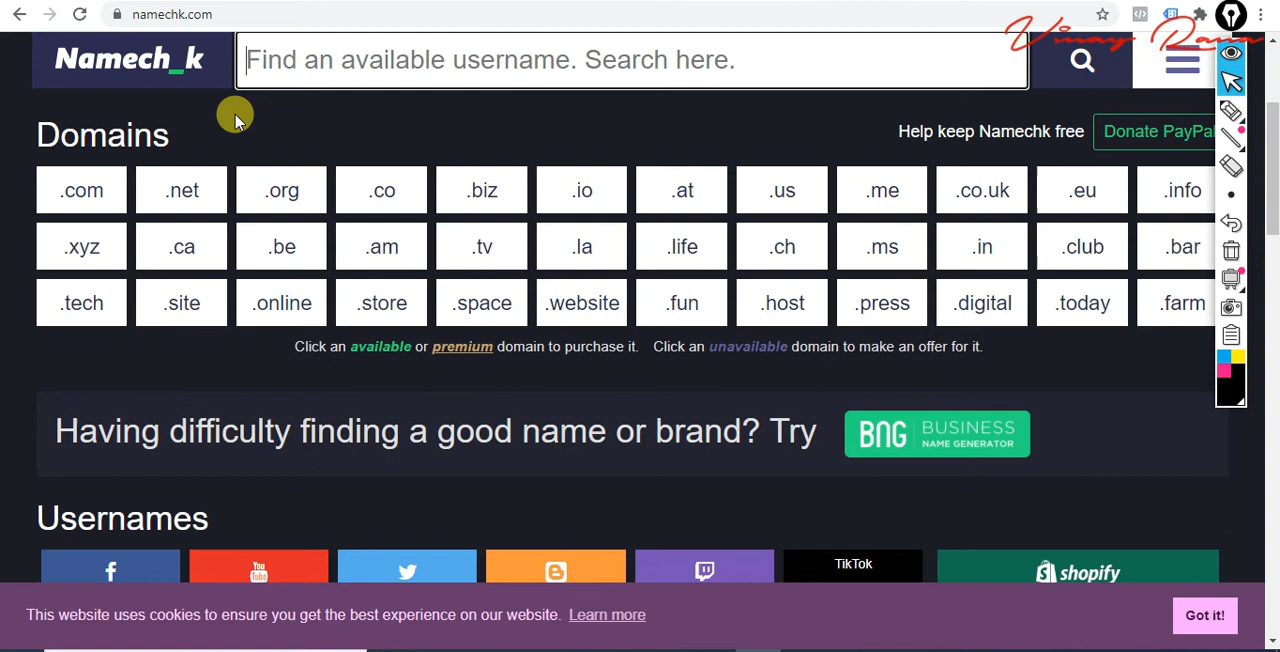 namechk.com
Vinay Rana
Namech_k
Find an available username. Search here.
Domains
Help keep Namechk free
Donate PayPal
.com .net .org .co .biz .io .at .us .me .co.uk .eu .info
.xyz .ca .be .am .tv .la .life .ch .ms .in .club .bar
.tech .site .online .store .space .website .fun .host .press .digital .today .farm
Click an available or premium domain to purchase it. Click an unavailable domain to make an offer for it.
Having difficulty finding a good name or brand? Try
BNG BUSINESS
NAME GENERATOR
Usernames
You
Tube
TikTok
shopify
This website uses cookies to ensure you get the best experience on our website. Learn more
Got it!